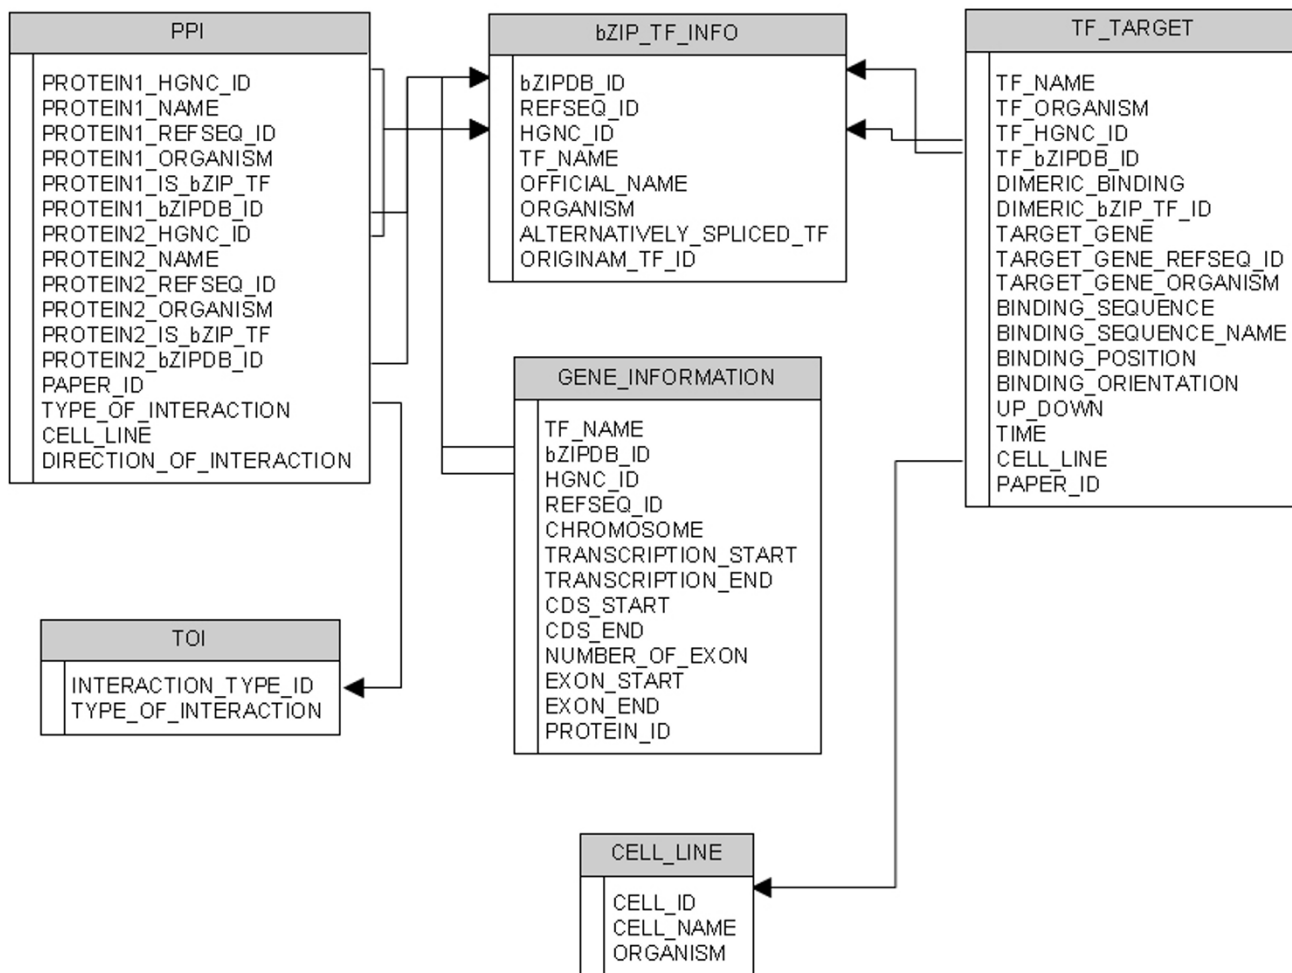 PPI
PROTEIN1_HGNC_ID
PROTEIN1_NAME
PROTEIN1_REFSEQ_ID
PROTEIN1_ORGANISM
PROTEIN1_IS_bZIP_TF
PROTEIN1_bZIPDB_ID
PROTEIN2_HGNC_ID
PROTEIN2_NAME
PROTEIN2_REFSEQ_ID
PROTEIN2_ORGANISM
PROTEIN2_IS_bZIP_TF
PROTEIN2_bZIPDB_ID
PAPER_ID
TYPE_OF_INTERACTION
CELL_LINE
DIRECTION_OF_INTERACTION
bZIP_TF_INFO
bZIPDB_ID
REFSEQ_ID
HGNC_ID
TF_NAME
OFFICIAL_NAME
ORGANISM
ALTERNATIVELY_SPLICED_TF
ORIGINAM_TF_ID
TF_TARGET
TF_NAME
TF_ORGANISM
TF_HGNC_ID
TF_bZIPDB_ID
DIMERIC_BINDING
DIMERIC_bZIP_TF_ID
TARGET_GENE
TARGET_GENE_REFSEQ_ID
TARGET_GENE_ORGANISM
BINDING_SEQUENCE
BINDING_SEQUENCE_NAME
BINDING_POSITION
BINDING_ORIENTATION
UP_DOWN
TIME
CELL_LINE
PAPER_ID
GENE_INFORMATION
TF_NAME
bZIPDB_ID
HGNC_ID
REFSEQ_ID
CHROMOSOME
TRANSCRIPTION_START
TRANSCRIPTION_END
CDS_START
CDS_END
NUMBER_OF_EXON
EXON_START
EXON_END
PROTEIN_ID
TOI
INTERACTION_TYPE_ID
TYPE_OF_INTERACTION
CELL_LINE
CELL_ID
CELL_NAME
ORGANISM